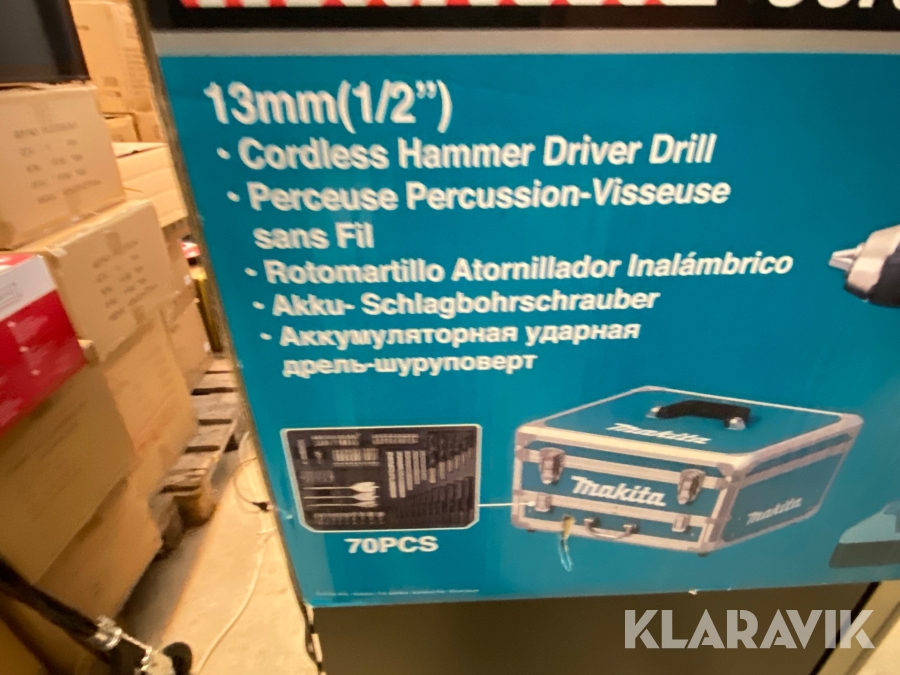 13mm(1/2")
• Cordless Hammer Driver Drill
• Perceuse Percussion-Visseuse
sans Fil
• Rotomartillo Atornillador Inalámbrico
• Akku- Schlagbohrschrauber
• Аккумуляторная ударная
дрель-шуруповерт
makita
makita
makita
70PCS
KLARAVIK